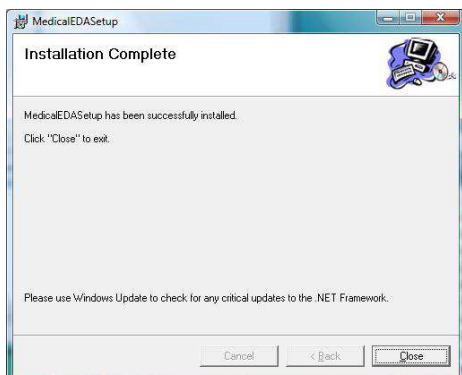 MedicalEDASetup
Installation Complete
MedicalEDASetup has been successfully installed.
Click "Close" to exit.
Please use Windows Update to check for any critical updates to the .NET Framework.
Cancel
< Back
Close